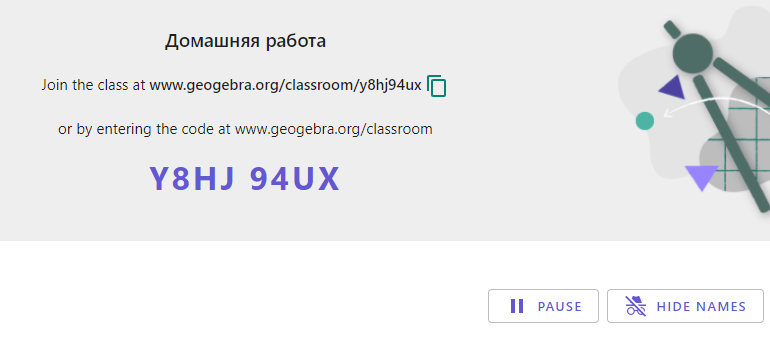 Домашняя работа
Join the class at www.geogebra.org/classroom/y8hj94ux
or by entering the code at www.geogebra.org/classroom
Y8HJ 94UX
PAUSE
HIDE NAMES